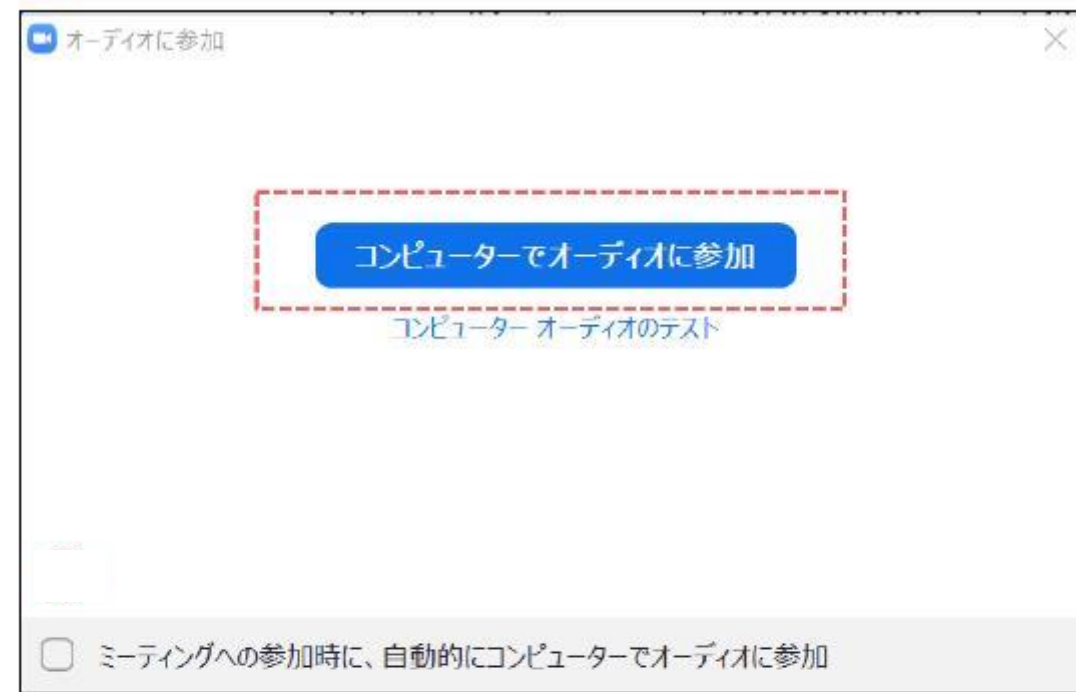 オーディオに参加
コンピューターでオーディオに参加
コンピューター オーディオのテスト
ミーティングへの参加時に、自動的にコンピューターでオーディオに参加